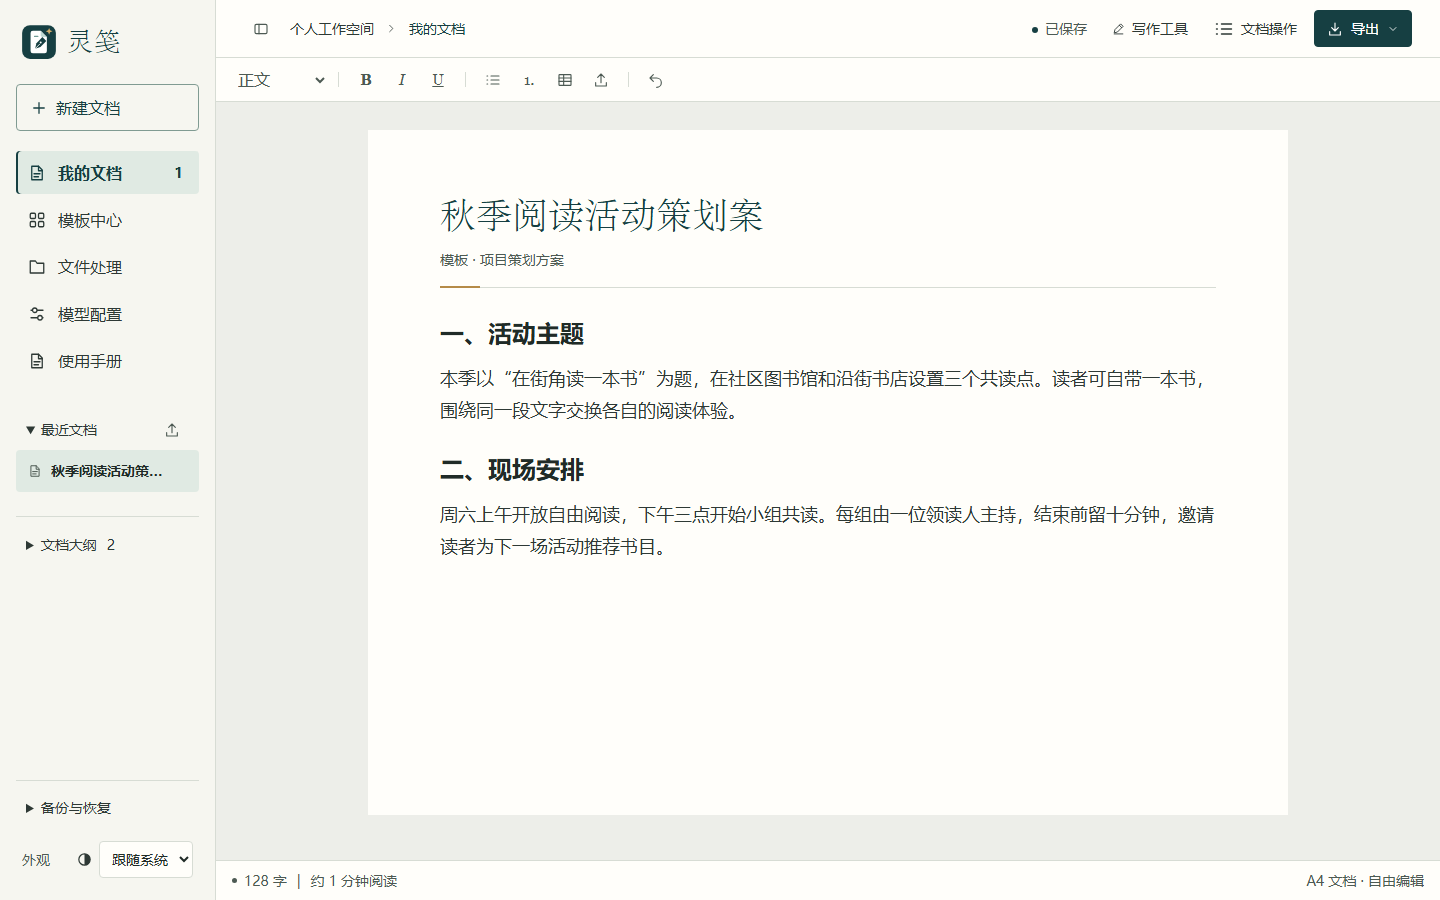 灵笺
新建文档
我的文档 1
模板中心
文件处理
模型配置
使用手册
最近文档
秋季阅读活动策...
文档大纲 2
备份与恢复
外观 跟随系统
个人工作空间 > 我的文档
已保存 写作工具 文档操作 导出
正文 B I U 1.
秋季阅读活动策划案
模板 · 项目策划方案
一、活动主题
本季以“在街角读一本书”为题，在社区图书馆和沿街书店设置三个共读点。读者可自带一本书，
围绕同一段文字交换各自的阅读体验。
二、现场安排
周六上午开放自由阅读，下午三点开始小组共读。每组由一位领读人主持，结束前留十分钟，邀请
读者为下一场活动推荐书目。
128 字 | 约 1 分钟阅读
A4 文档 · 自由编辑